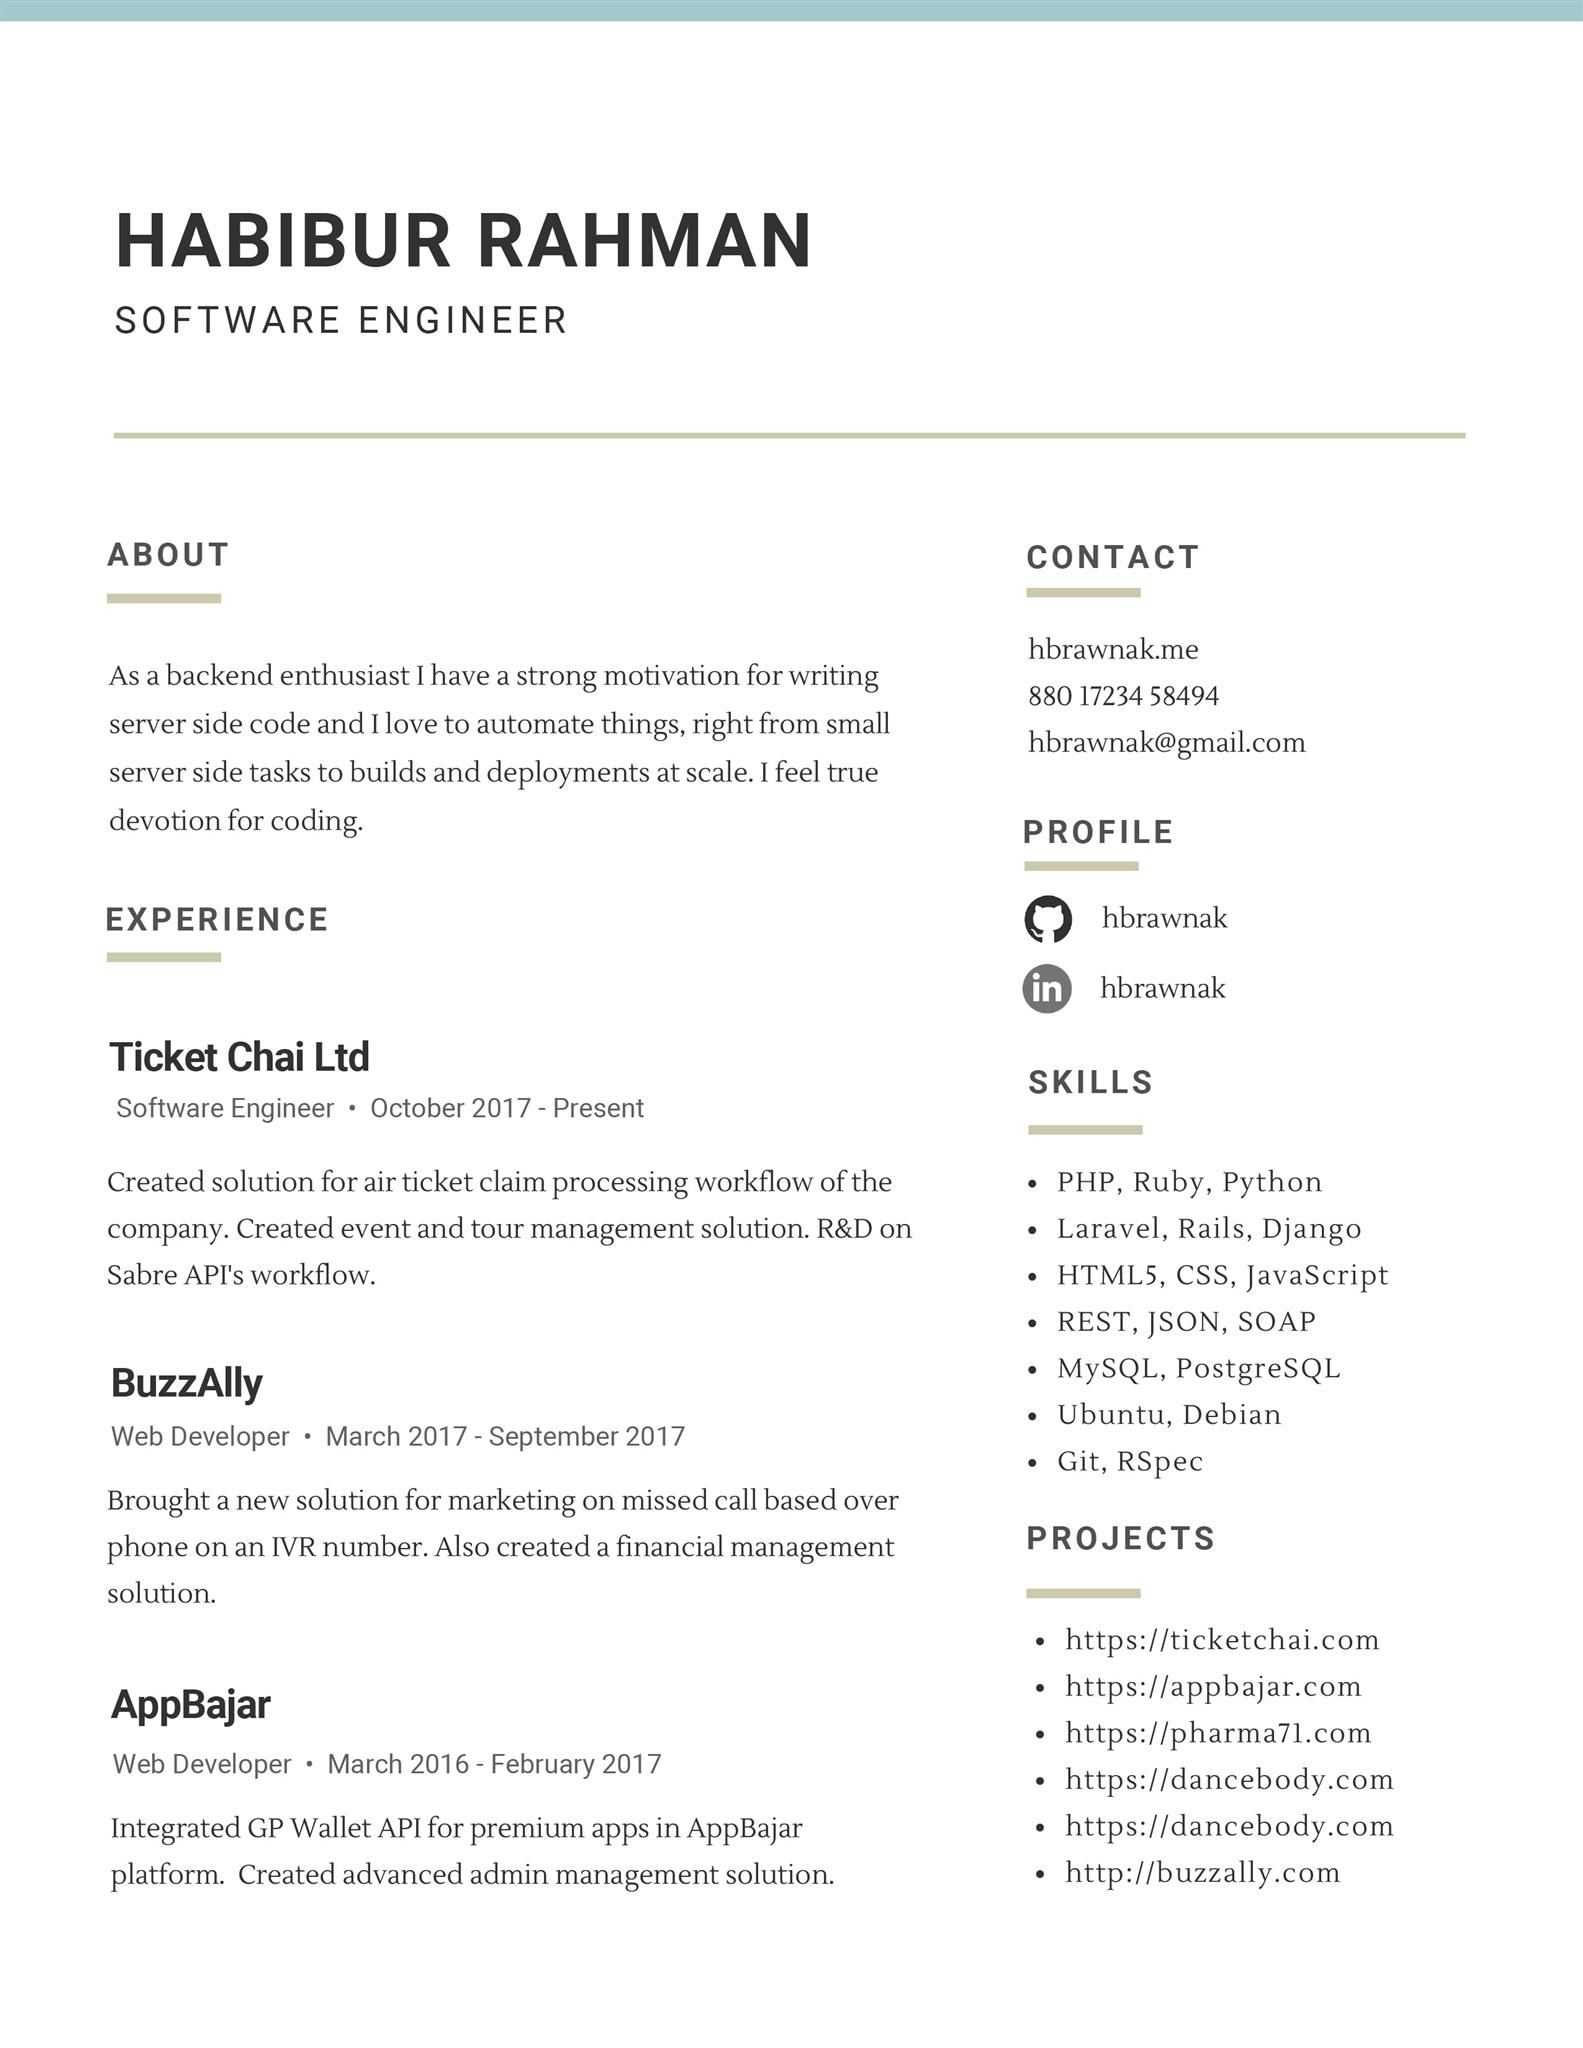 HABIBUR RAHMAN
SOFTWARE ENGINEER
ABOUT
As a backend enthusiast I have a strong motivation for writing
server side code and I love to automate things, right from small
server side tasks to builds and deployments at scale. I feel true
devotion for coding.
EXPERIENCE
Ticket Chai Ltd
Software Engineer • October 2017 - Present
Created solution for air ticket claim processing workflow of the
company. Created event and tour management solution. R&D on
Sabre API's workflow.
BuzzAlly
Web Developer • March 2017 - September 2017
Brought a new solution for marketing on missed call based over
phone on an IVR number. Also created a financial management
solution.
AppBajar
Web Developer • March 2016 - February 2017
Integrated GP Wallet API for premium apps in AppBajar
platform.  Created advanced admin management solution.
CONTACT
hbrawnak.me
880 17234 58494
hbrawnak@gmail.com
PROFILE
hbrawnak
in hbrawnak
SKILLS
• PHP, Ruby, Python
• Laravel, Rails, Django
• HTML5, CSS, JavaScript
• REST, JSON, SOAP
• MySQL, PostgreSQL
• Ubuntu, Debian
• Git, RSpec
PROJECTS
• https://ticketchai.com
• https://appbajar.com
• https://pharma71.com
• https://dancebody.com
• https://dancebody.com
• http://buzzally.com